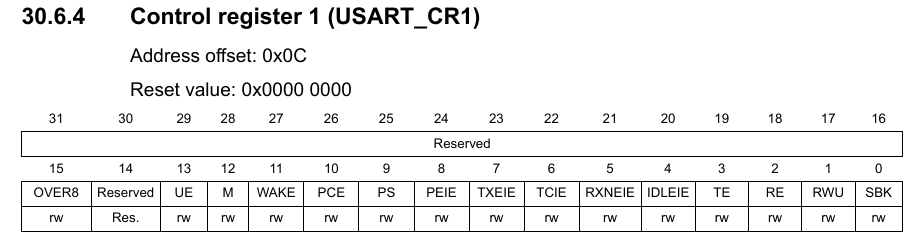 30.6.4 Control register 1 (USART_CR1)
Address offset: 0x0C
Reset value: 0x0000 0000
31 30 29 28 27 26 25 24 23 22 21 20 19 18 17 16
Reserved
15 14 13 12 11 10 9 8 7 6 5 4 3 2 1 0
OVER8 Reserved UE M WAKE PCE PS PEIE TXEIE TCIE RXNEIE IDLEIE TE RE RWU SBK
rw Res. rw rw rw rw rw rw rw rw rw rw rw rw rw rw